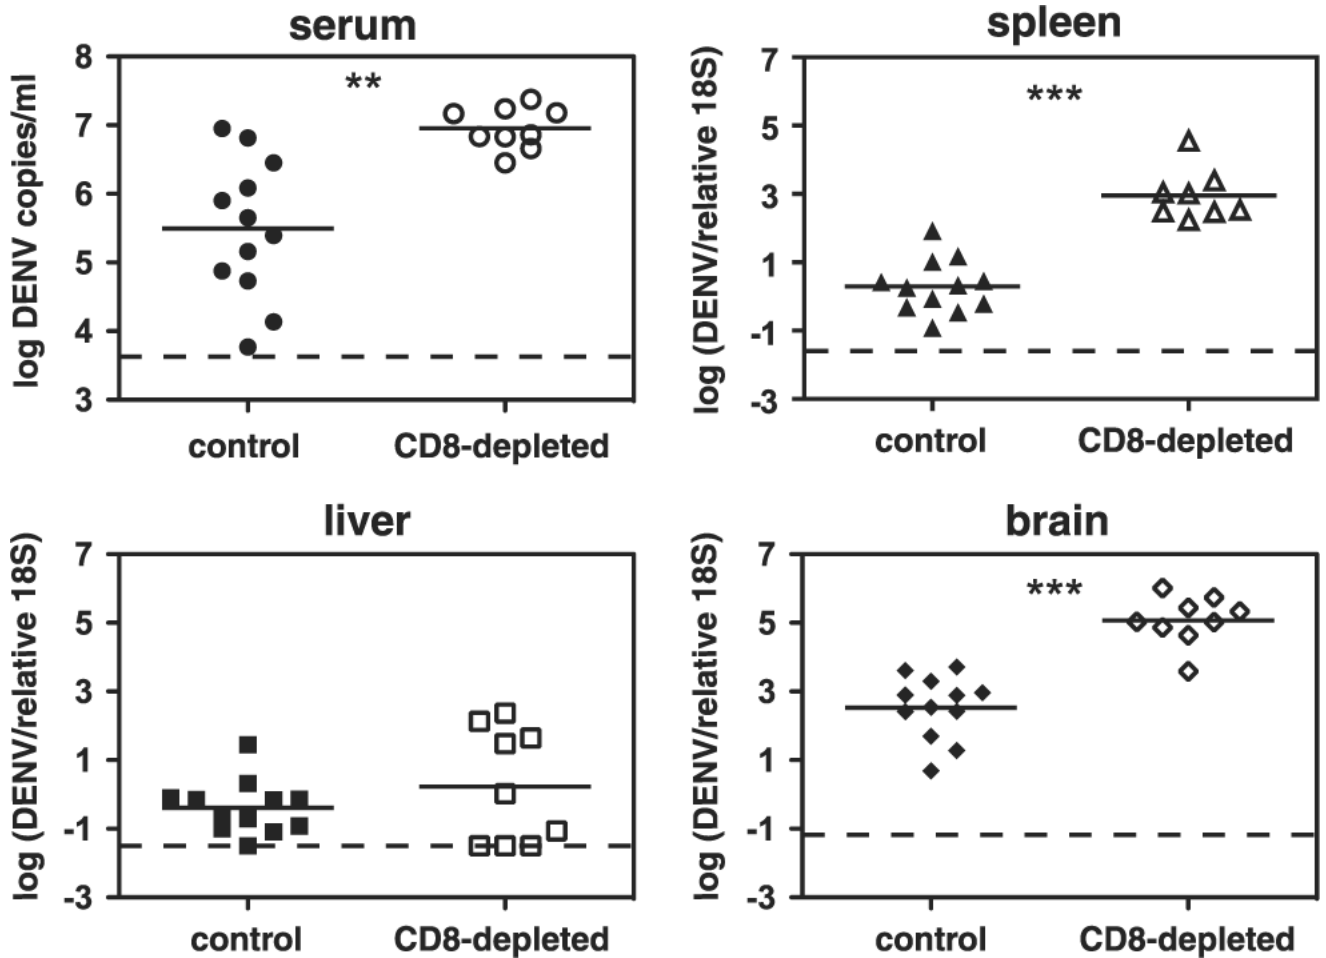 serum
log DENV copies/ml
8
7
6
5
4
3
**
control
CD8-depleted
spleen
log (DENV/relative 18S)
7
5
3
1
-1
-3
***
control
CD8-depleted
liver
log (DENV/relative 18S)
7
5
3
1
-1
-3
control
CD8-depleted
brain
log (DENV/relative 18S)
7
5
3
1
-1
-3
***
control
CD8-depleted